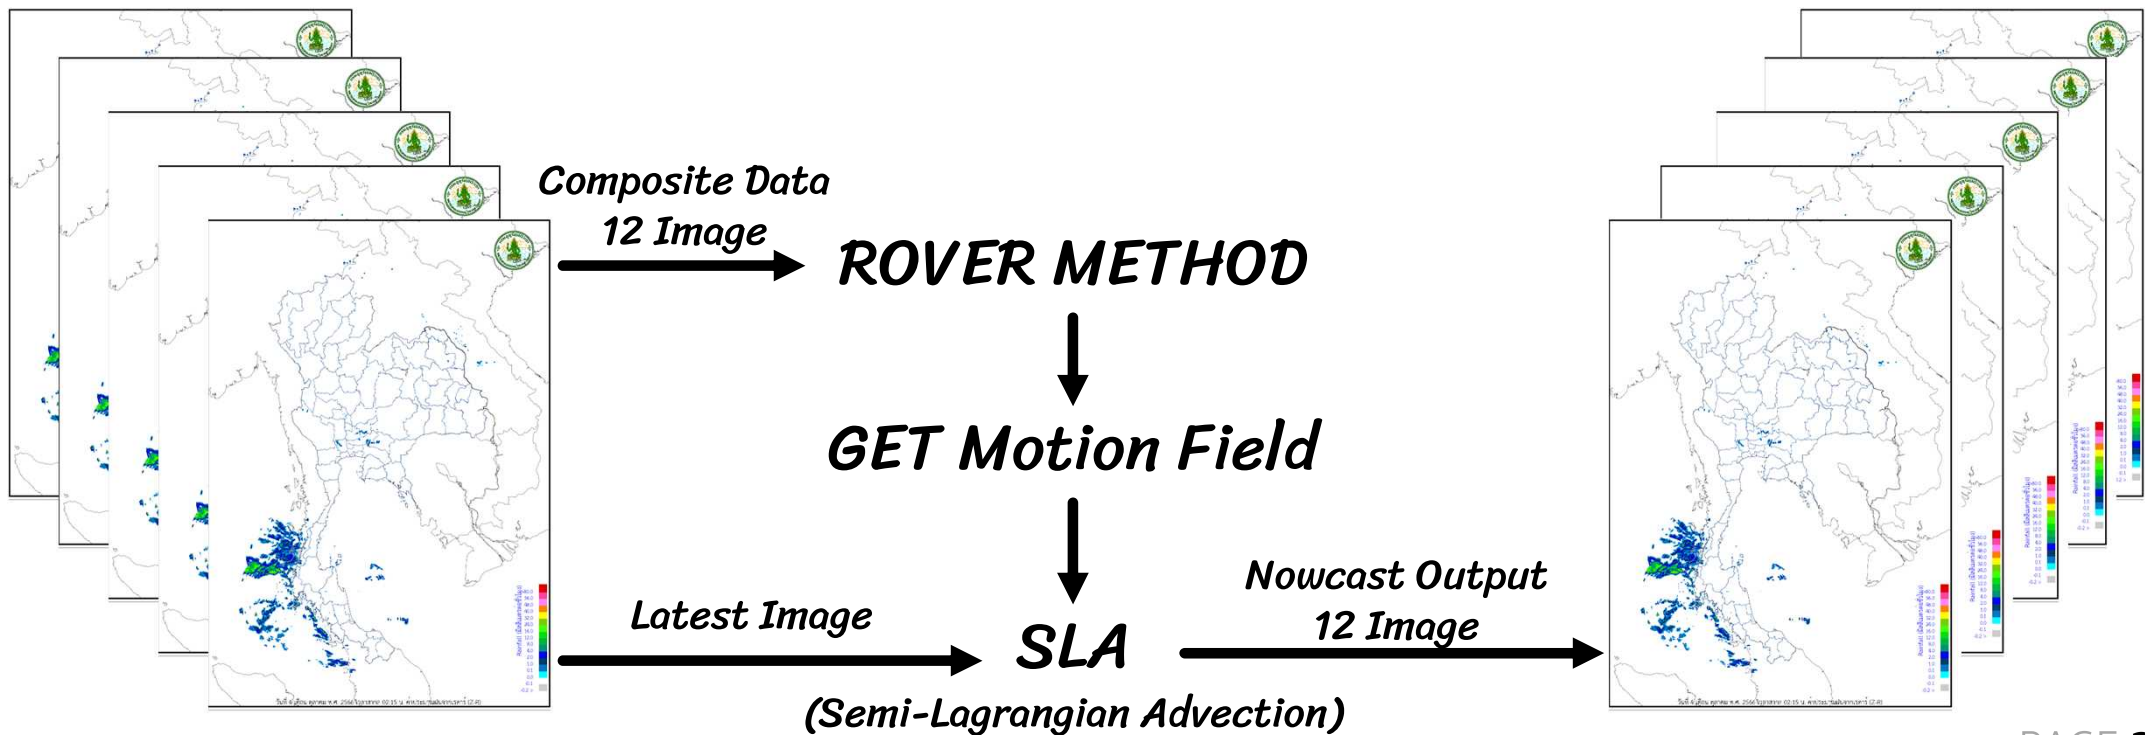 Composite Data
12 Image
ROVER METHOD
GET Motion Field
Latest Image
SLA
(Semi-Lagrangian Advection)
Nowcast Output
12 Image